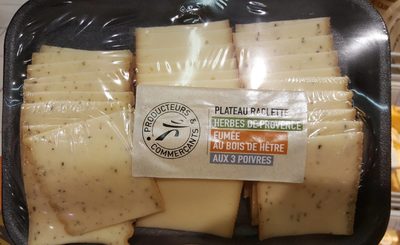 PRODUCTEURS
& COMMERÇANTS
PLATEAU RACLETTE
HERBES DE PROVENCE
FUMÉE
AU BOIS DE HÊTRE
AUX 3 POIVRES